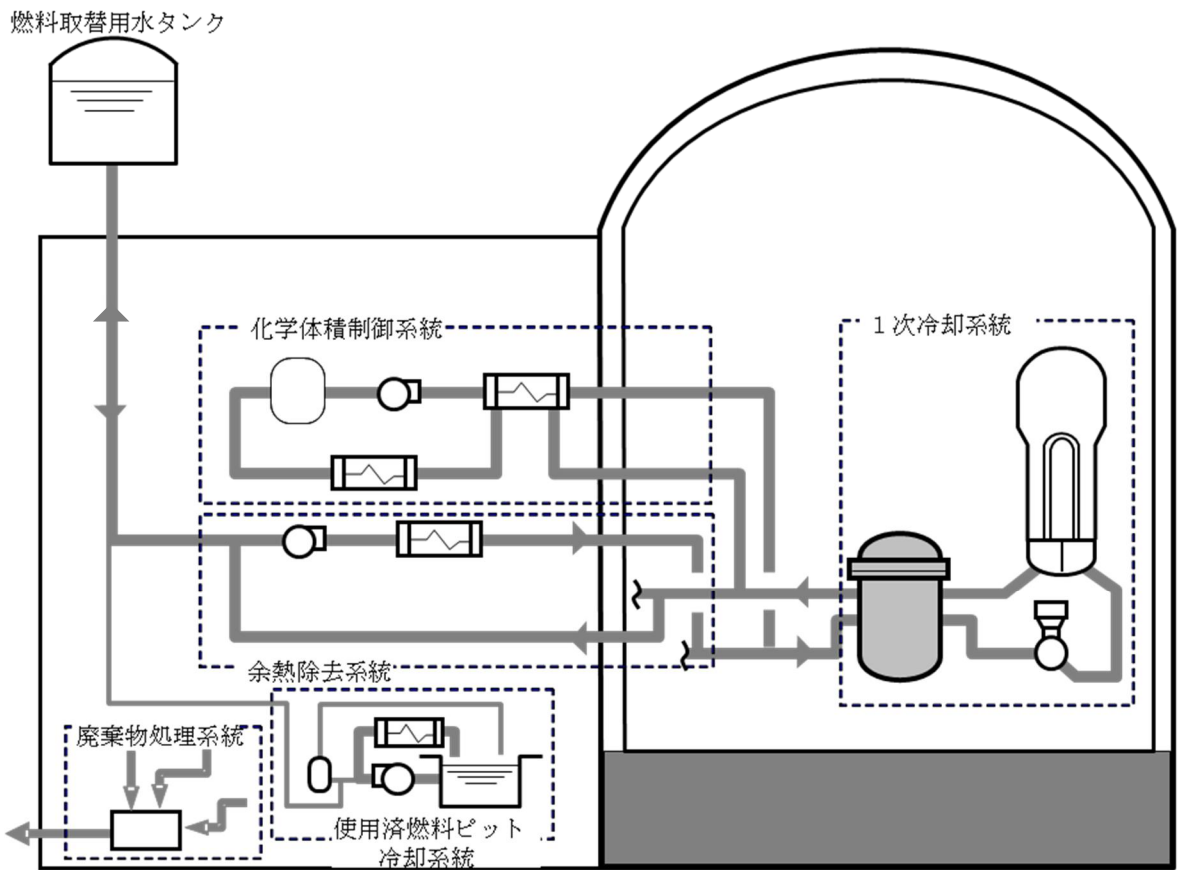 燃料取替用水タンク
化学体積制御系統
１次冷却系統
余熱除去系統
廃棄物処理系統
使用済燃料ピット
冷却系統